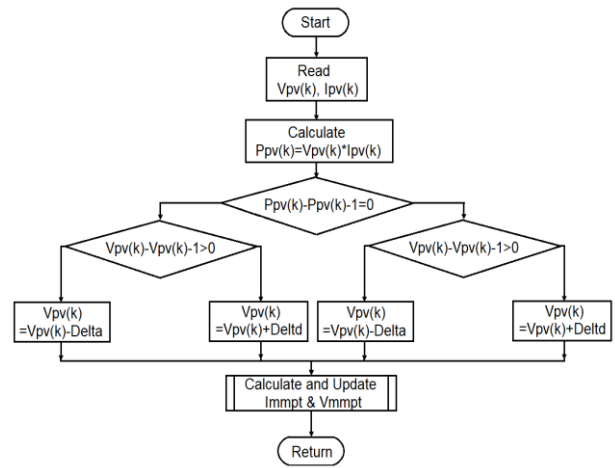 Start
Read
Vpv(k), Ipv(k)
Calculate
Ppv(k)=Vpv(k)*Ipv(k)
Ppv(k)-Ppv(k)-1=0
Vpv(k)-Vpv(k)-1>0
Vpv(k)-Vpv(k)-1>0
Vpv(k)
=Vpv(k)-Delta
Vpv(k)
=Vpv(k)+Deltd
Vpv(k)
=Vpv(k)-Delta
Vpv(k)
=Vpv(k)+Deltd
Calculate and Update
Immpt & Vmmpt
Return